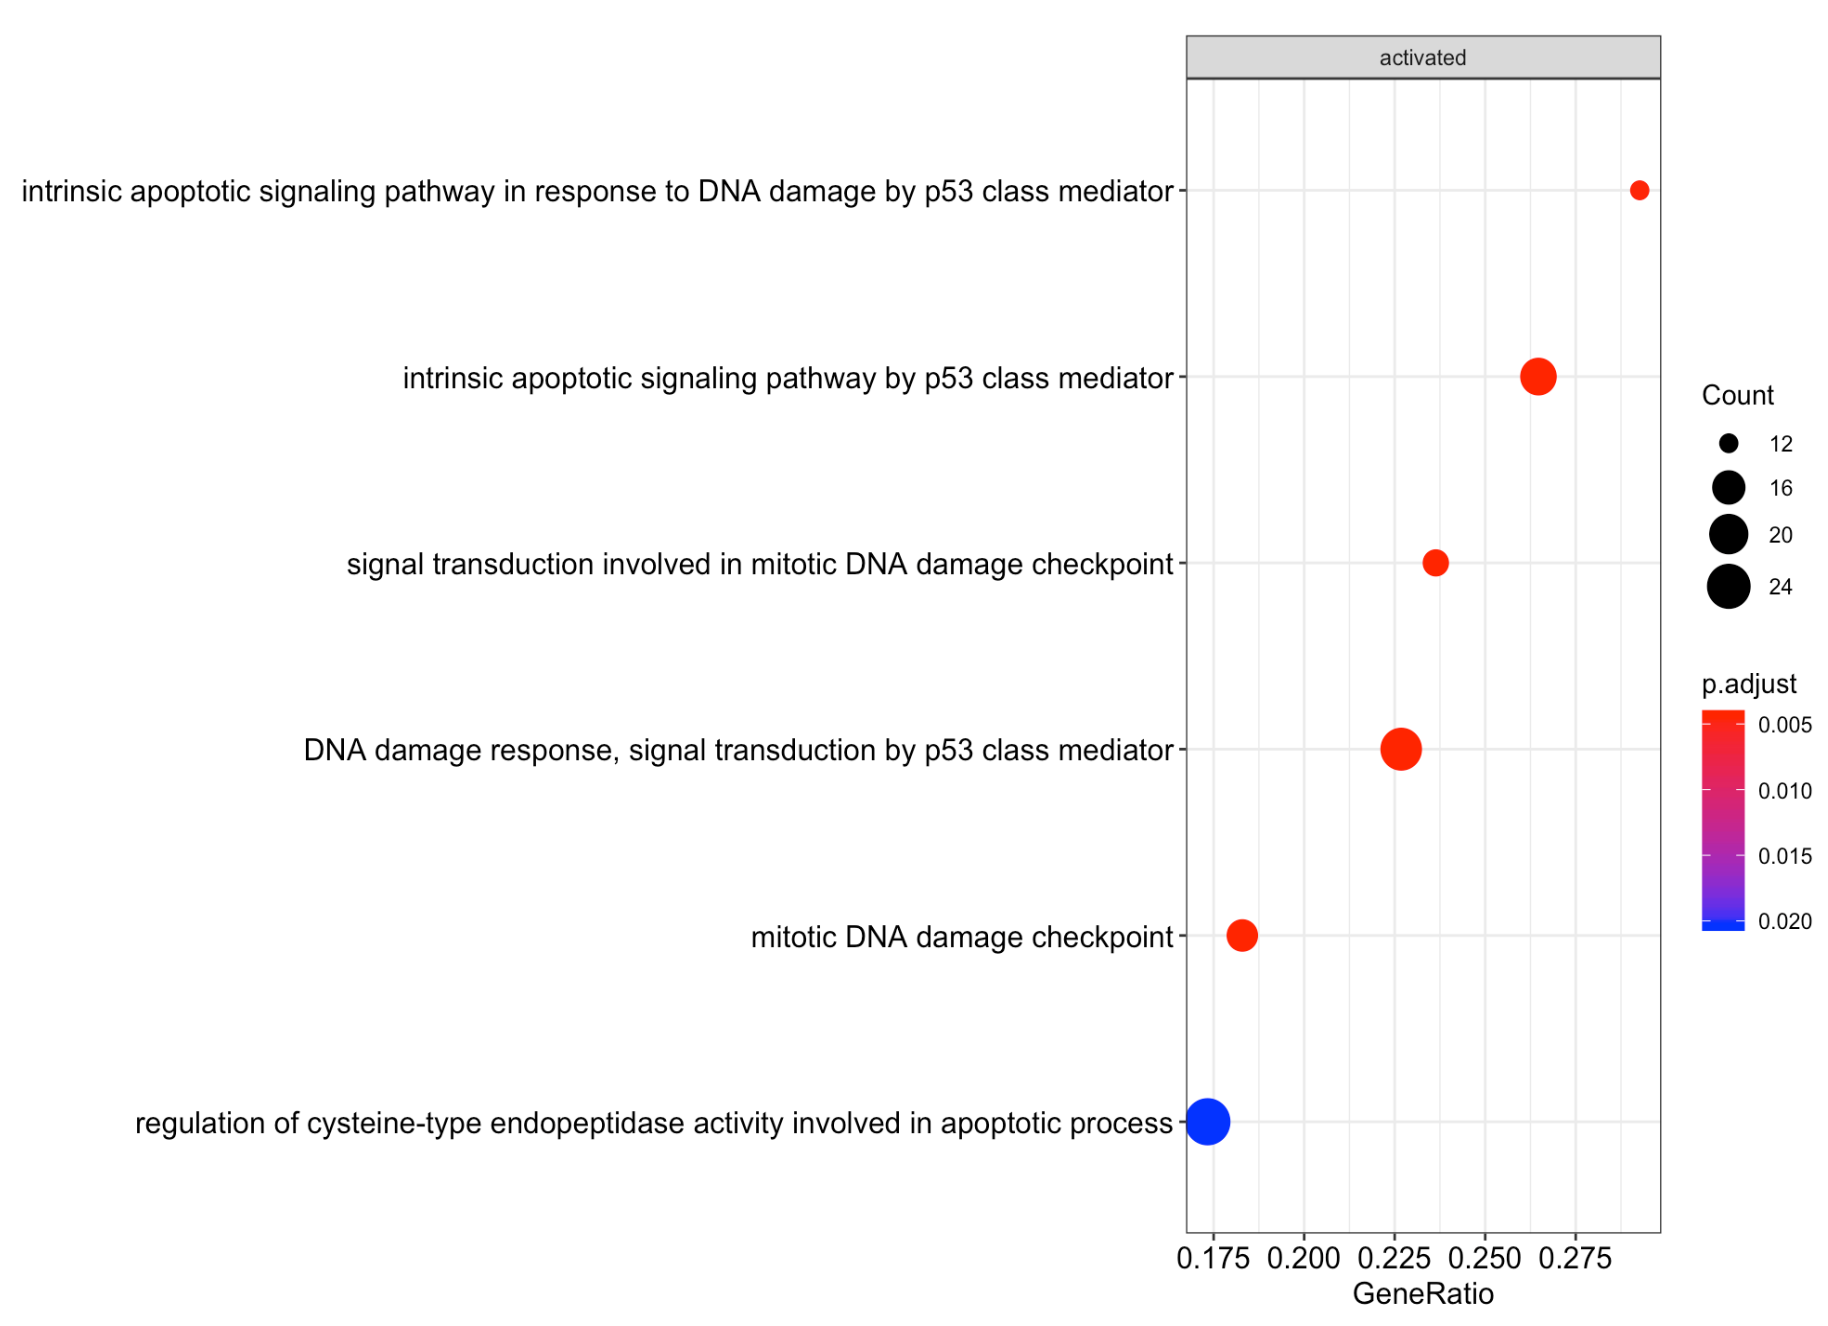 activated
intrinsic apoptotic signaling pathway in response to DNA damage by p53 class mediator
intrinsic apoptotic signaling pathway by p53 class mediator
signal transduction involved in mitotic DNA damage checkpoint
DNA damage response, signal transduction by p53 class mediator
mitotic DNA damage checkpoint
regulation of cysteine-type endopeptidase activity involved in apoptotic process
0.175 0.200 0.225 0.250 0.275
GeneRatio
Count
12
16
20
24
p.adjust
0.005
0.010
0.015
0.020